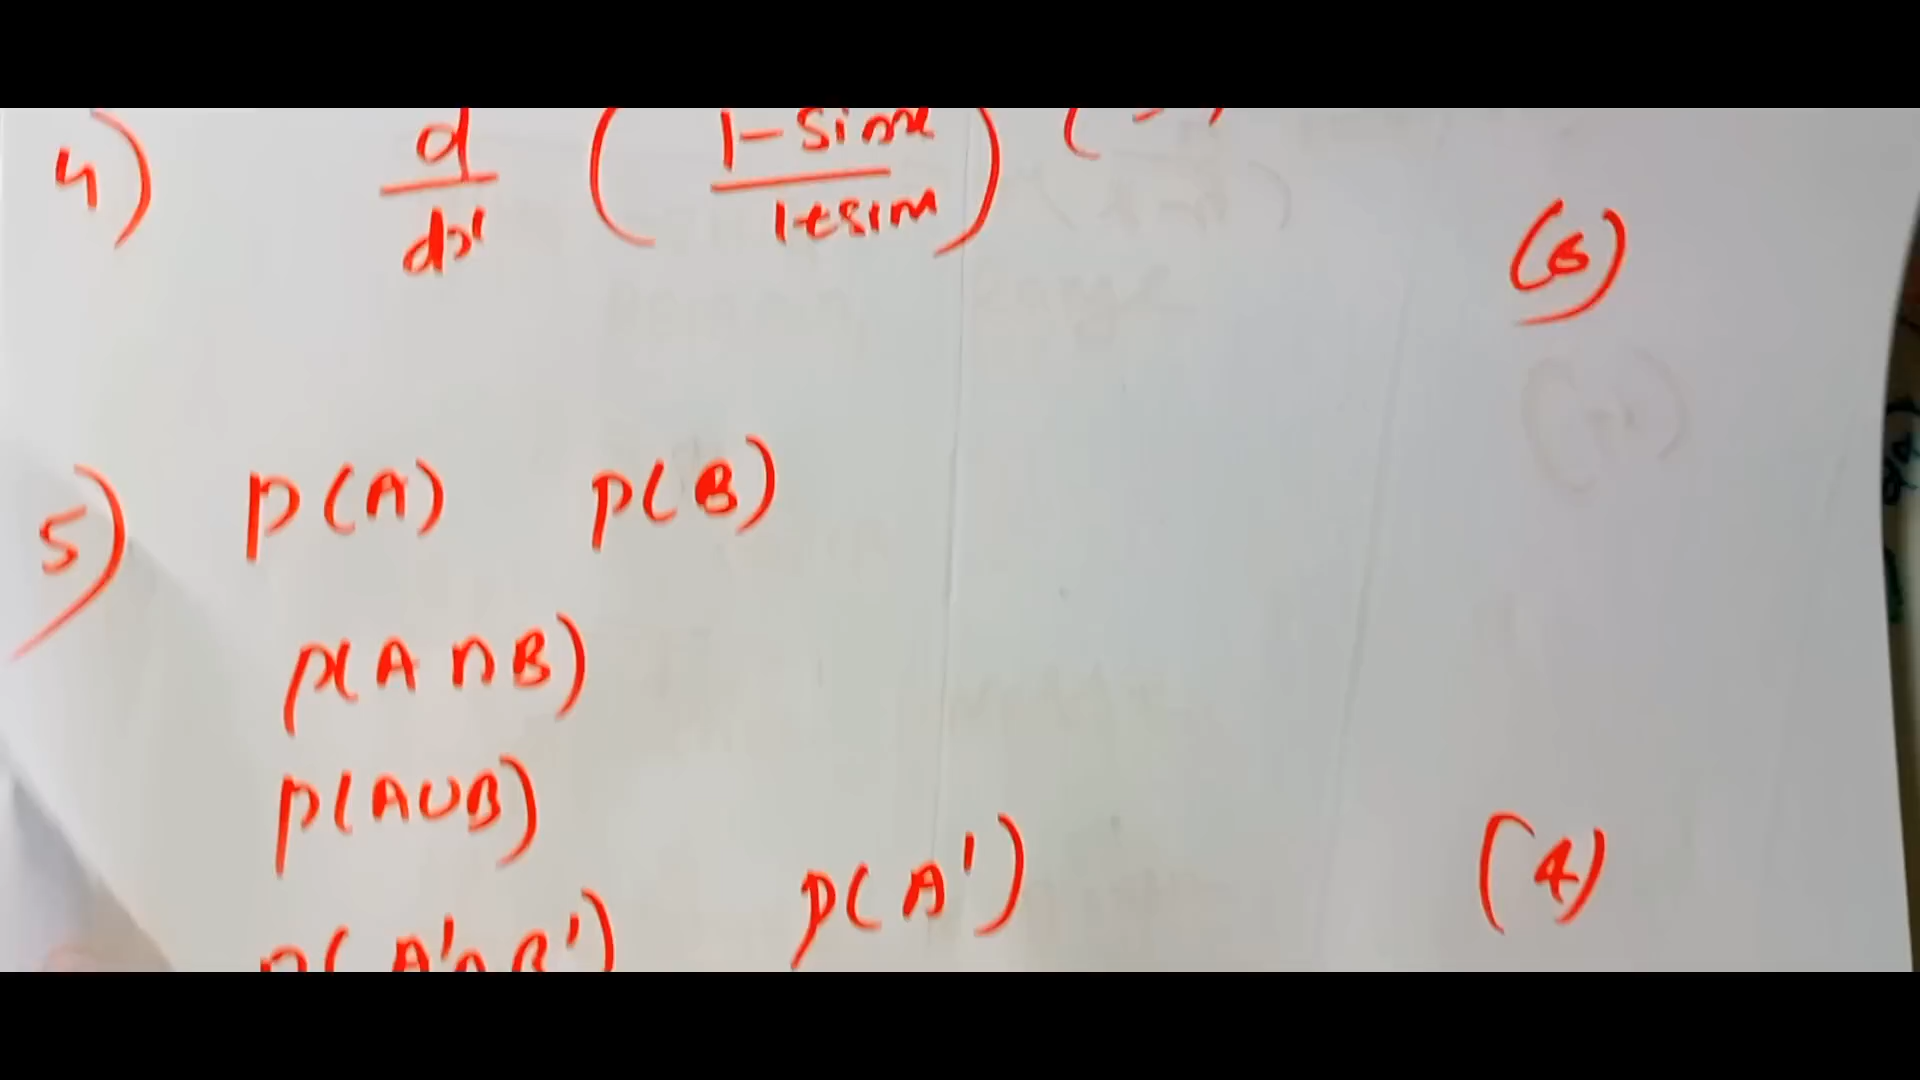 4) d/dx (1-sinx / 1+sinx)
(6)
5) P(A) P(B)
P(A∩B)
P(A∪B)
P(A') (4)
P(A'∩B')